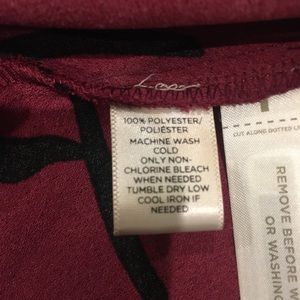 100% POLYESTER/
POLIÉSTER
MACHINE WASH
COLD
ONLY NON-
CHLORINE BLEACH
WHEN NEEDED
TUMBLE DRY LOW
COOL IRON IF
NEEDED
CUT ALONG DOTTED
REMOVE BEFORE
OR WASHING